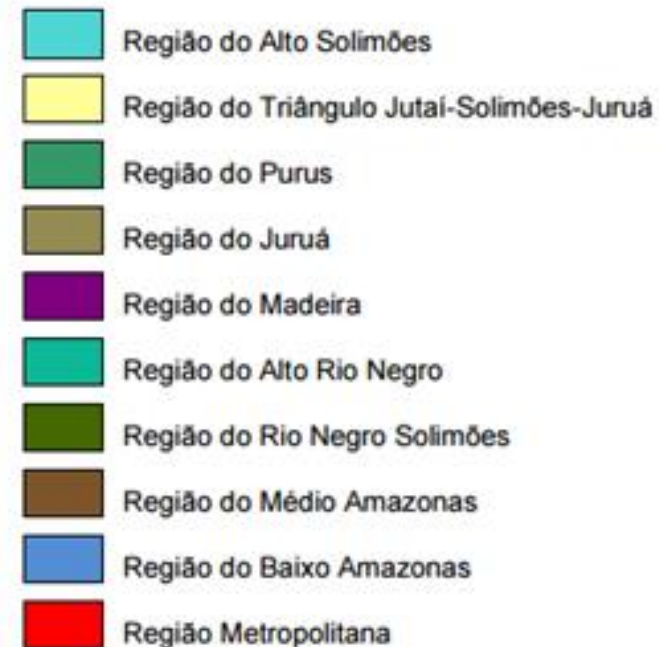 Região do Alto Solimões
Região do Triângulo Jutaí-Solimões-Juruá
Região do Purus
Região do Juruá
Região do Madeira
Região do Alto Rio Negro
Região do Rio Negro Solimões
Região do Médio Amazonas
Região do Baixo Amazonas
Região Metropolitana